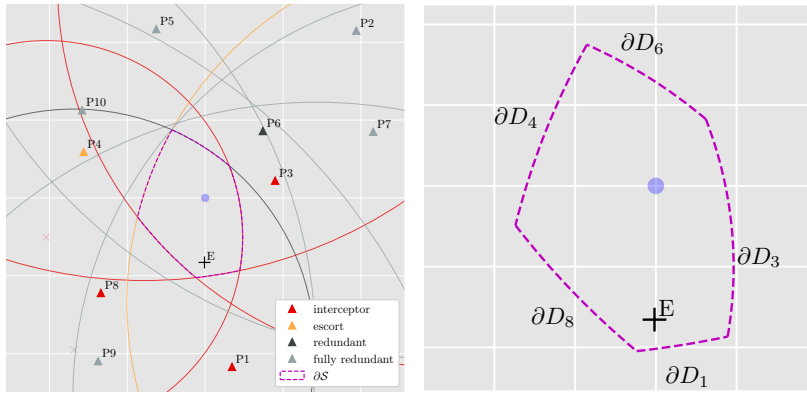 P5
P2
P10
P6
P7
P4
P3
E
P8
P9
P1
interceptor
escort
redundant
fully redundant
∂𝒮
∂D₆
∂D₄
∂D₃
E
∂D₈
∂D₁